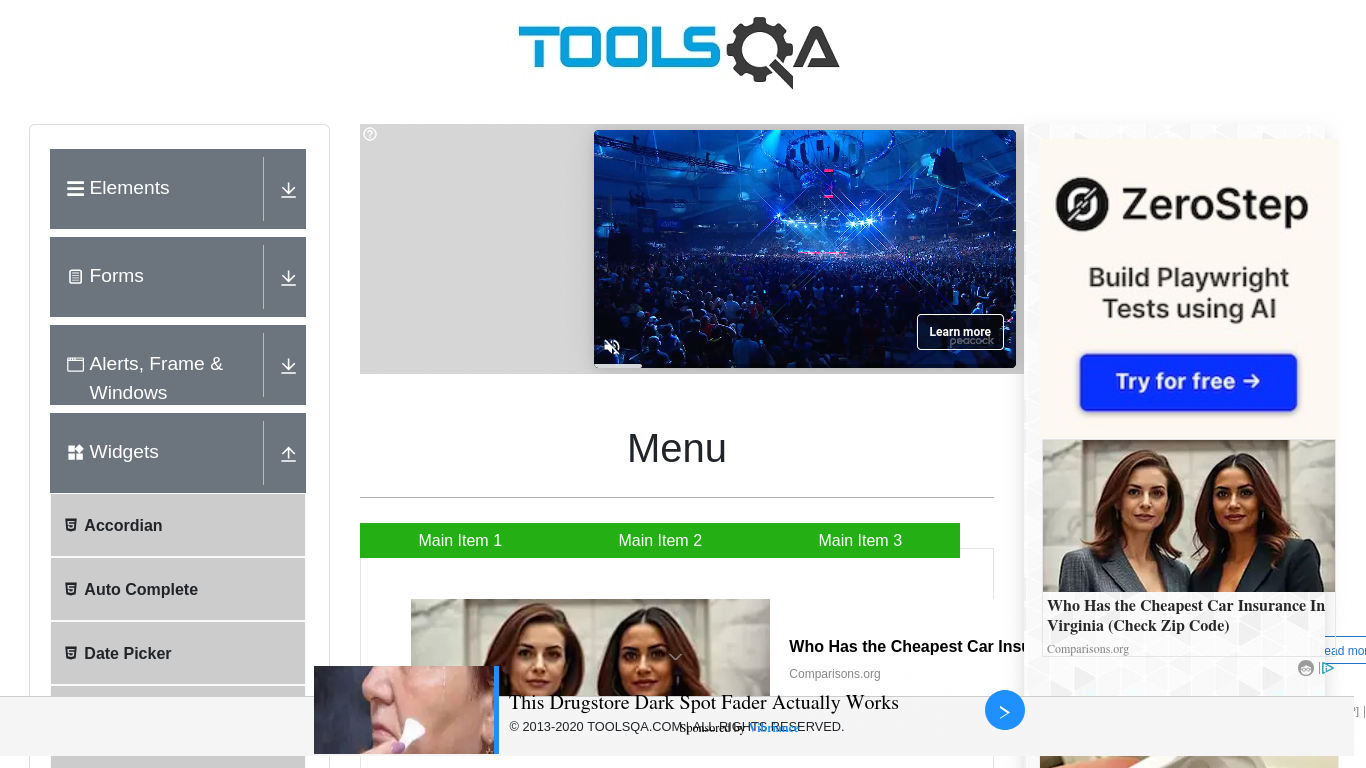 TOOLSQA
Elements
Forms
Alerts, Frame &
Windows
Widgets
Accordian
Auto Complete
Date Picker
Learn more
peacock
Menu
Main Item 1
Main Item 2
Main Item 3
Who Has the Cheapest Car Insu
Comparisons.org
ZeroStep
Build Playwright
Tests using AI
Try for free →
Who Has the Cheapest Car Insurance In
Virginia (Check Zip Code)
Comparisons.org
ead mor
This Drugstore Dark Spot Fader Actually Works
© 2013-2020 TOOLSQA.COM | ALL RIGHTS RESERVED.
Sponsored by Vibriance